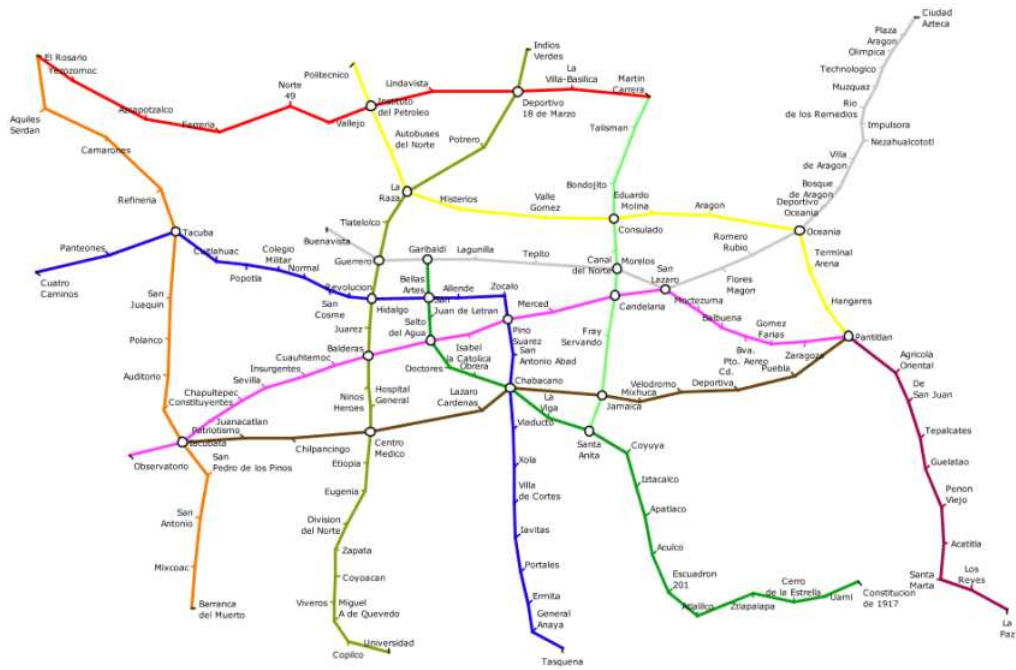 Ciudad
Azteca
Plaza
Aragon
Olimpica
Technologico
Muzquaz
Rio
de los Remedios
Impulsora
Nezahualcototl
Villa
de Aragon
Bosque
de Aragon
Deportivo
Oceania
Oceania
Indios
Verdes
La
Villa-Basilica
Martin
Carrera
Politecnico
Lindavista
El Rosario
Norte
49
Instituto
del Petroleo
Deportivo
18 de Marzo
Azcapotzalco
Ferreria
Vallejo
Talisman
Aquiles
Serdan
Camarones
Autobuses
del Norte
Potrero
Refineria
La
Raza
Misterios
Valle
Gomez
Bondojito
Eduardo
Molina
Aragon
Consulado
Tlatelolco
Buenavista
Tacuba
Panteones
Cuitlahuac
Colegio
Militar
Normal
Popotla
Cuatro
Caminos
Guerrero
Garibaldi
Lagunilla
Tepito
Canal
del Norte
Morelos
Romero
Rubio
Terminal
Arena
Hangares
San
Lazaro
Flores
Magon
Moctezuma
Balbuena
Gomez
Farias
Pantitlan
Bva.
Pto. Aereo
Zaragoza
Revolucion
San
Cosme
Hidalgo
Bellas
Artes
Allende
Zocalo
San
Juan de Letran
Merced
Candelaria
San
Juaquin
Juarez
Salto
del Agua
Pino
Suarez
Fray
Servando
Polanco
Balderas
Isabel
la Catolica
San
Antonio Abad
Cuauhtemoc
Insurgentes
Sevilla
Doctores
Obrera
Chabacano
Velodromo
Cd.
Deportiva
Puebla
Mixhuca
Jamaica
Agricola
Oriental
De
San Juan
Auditorio
Chapultepec
Constituyentes
Juanacatlan
Patriotismo
Tacubata
Observatorio
Chilpancingo
Ninos
Heroes
Hospital
General
Lazaro
Cardenas
Centro
Medico
La
Viga
Santa
Anita
Viaducto
Coyuya
Tepalcates
Guelatao
San
Pedro de los Pinos
Etiopia
Xola
Iztacalco
Penon
Viejo
Eugenia
Villa
de Cortes
Apatlaco
San
Antonio
Division
del Norte
Acatitla
Zapata
Aculco
Mixcoac
Coyoacan
Portales
Escuadron
201
Cerro
de la Estrella
Constitucion
de 1917
Santa
Marta
Los
Reyes
Barranca
del Muerto
Viveros
Miguel
A de Quevedo
Ermita
General
Anaya
Uami
La
Paz
Copilco
Universidad
Tasquena